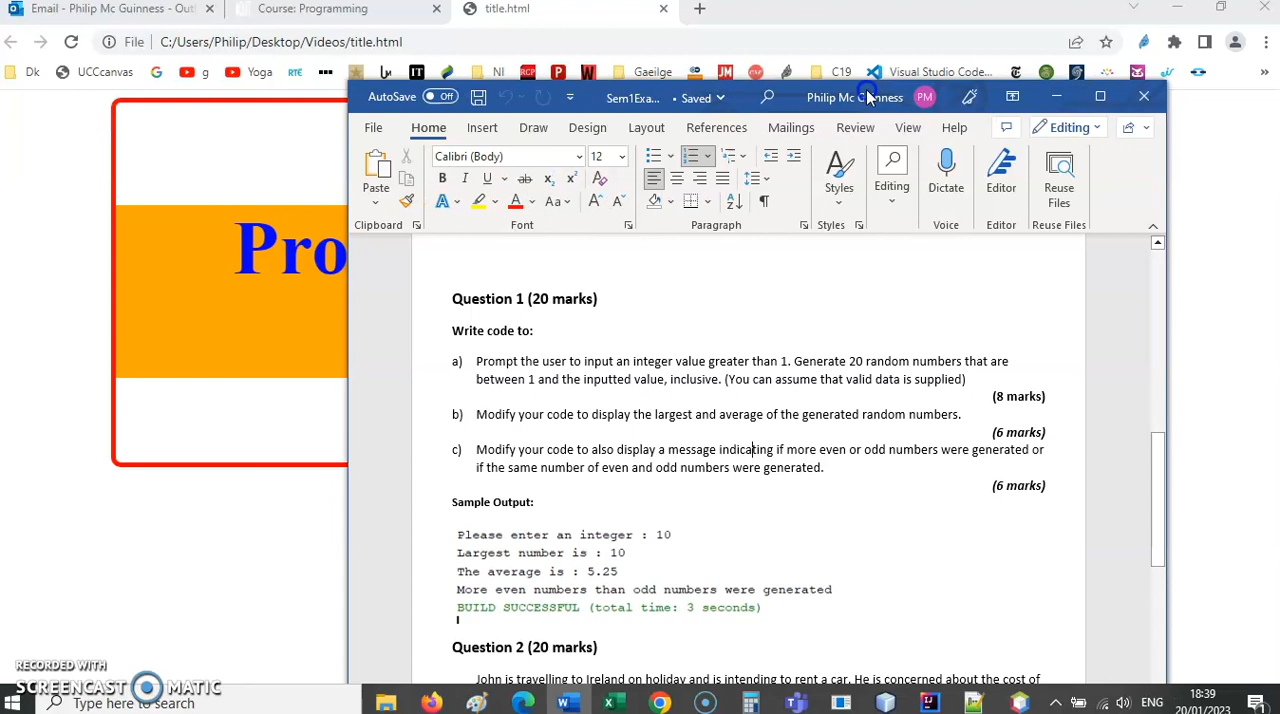 Email - Philip Mc Guinness - Out
Course: Programming
title.html
File C:/Users/Philip/Desktop/Videos/title.html
Dk
UCCcanvas
g
Yoga
RTÉ
IT
NI
RCP
P
Gaeilge
JM
C19
Visual Studio Code...
AutoSave Off
Sem1Exa... • Saved
Philip Mc Guinness PM
File Home Insert Draw Design Layout References Mailings Review View Help Editing
Calibri (Body) 12
Paste
Styles
Editing
Dictate
Editor
Reuse Files
Clipboard Font Paragraph Styles Voice Editor Reuse Files
Pro
Question 1 (20 marks)
Write code to:
a) Prompt the user to input an integer value greater than 1. Generate 20 random numbers that are
between 1 and the inputted value, inclusive. (You can assume that valid data is supplied)
(8 marks)
b) Modify your code to display the largest and average of the generated random numbers.
(6 marks)
c) Modify your code to also display a message indicating if more even or odd numbers were generated or
if the same number of even and odd numbers were generated.
(6 marks)
Sample Output:
Please enter an integer : 10
Largest number is : 10
The average is : 5.25
More even numbers than odd numbers were generated
BUILD SUCCESSFUL (total time: 3 seconds)
Question 2 (20 marks)
John is travelling to Ireland on holiday and is intending to rent a car. He is concerned about the cost of
RECORDED WITH
SCREENCAST MATIC
Type here to search
ENG
18:39
20/01/2023